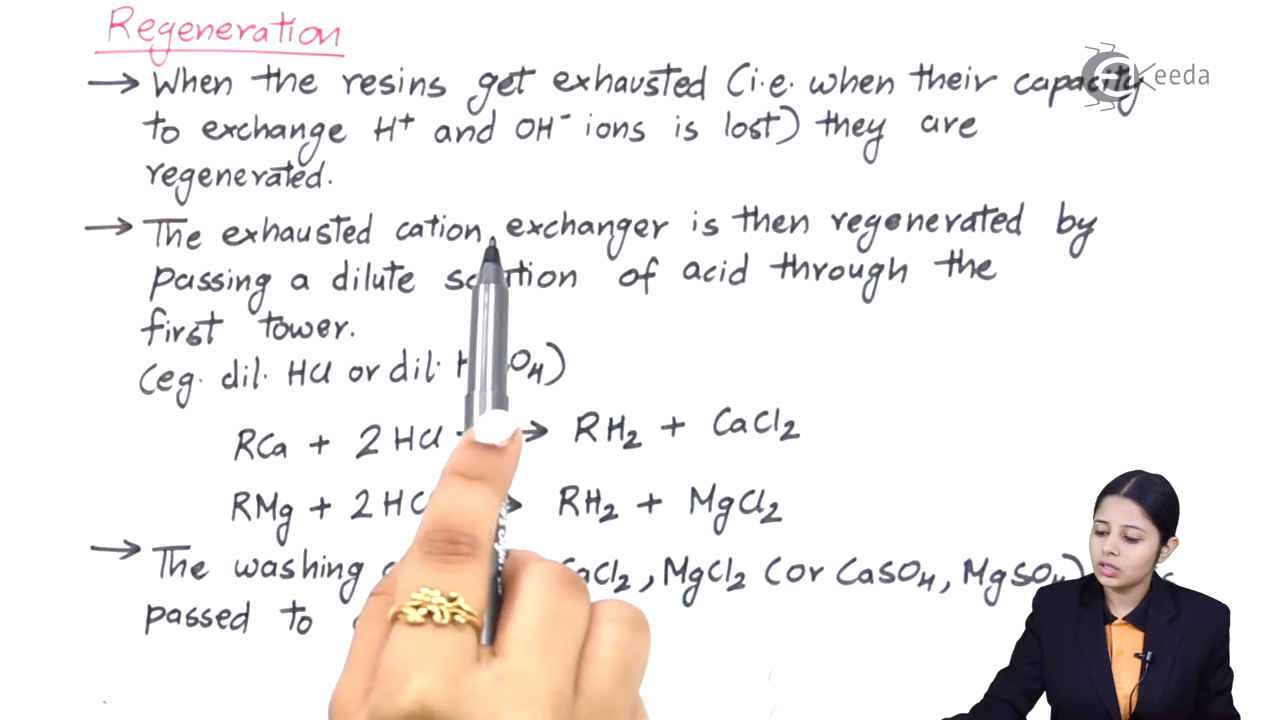 Regeneration
→ When the resins get exhausted (i.e. when their capacity
to exchange H⁺ and OH⁻ ions is lost) they are
regenerated.
→ The exhausted cation exchanger is then regenerated by
passing a dilute solution of acid through the
first tower.
(eg. dil. HCl or dil. H SO4)
RCa + 2HCl → RH2 + CaCl2
RMg + 2HC → RH2 + MgCl2
→ The washing CaCl2, MgCl2 (or CaSO4, MgSO4)
passed to
Keeda